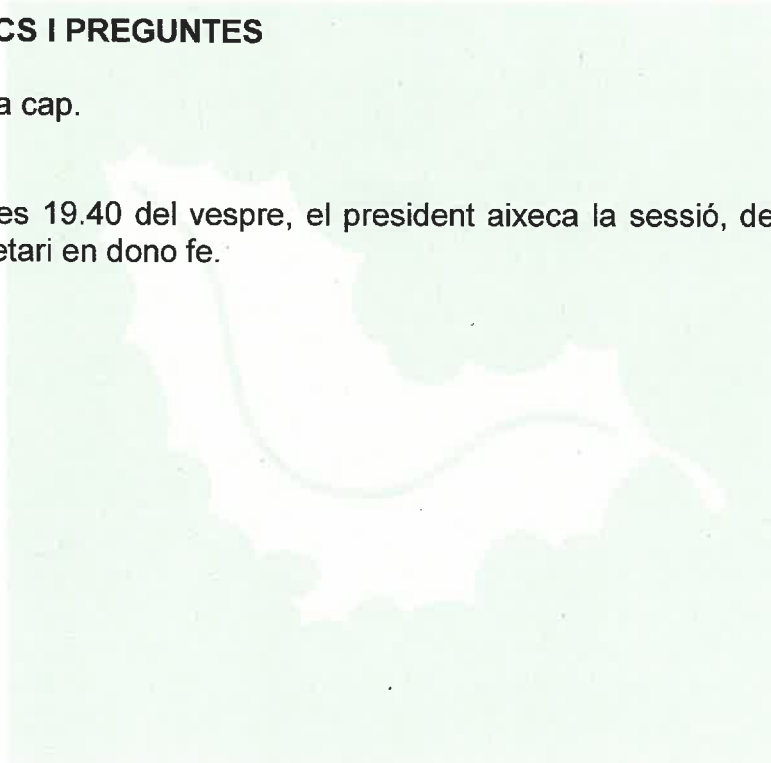 CS I PREGUNTES
a cap.
es 19.40 del vespre, el president aixeca la sessió, de
etari en dono fe.